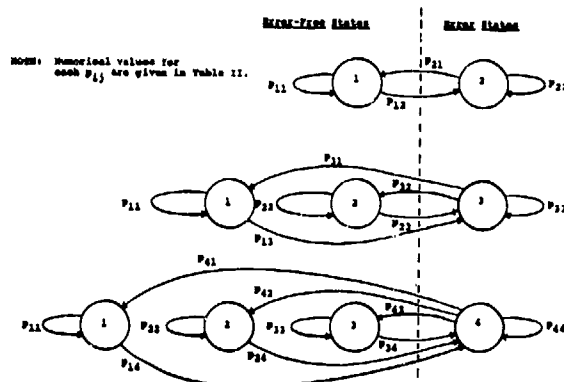 Error-Free States
Error States
NOTE: Numerical values for
each Pij are given in Table II.
1
2
P11
P21
P12
P22
P31
P11
1
P22
2
P32
3
P33
P23
P13
P41
P42
P43
P11
1
2
P33
3
4
P44
P34
P24
P14